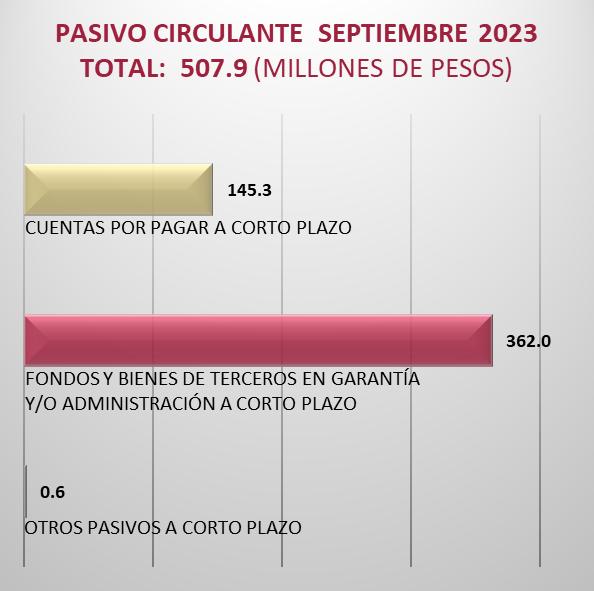 PASIVO CIRCULANTE SEPTIEMBRE 2023
TOTAL: 507.9 (MILLONES DE PESOS)
145.3
CUENTAS POR PAGAR A CORTO PLAZO
362.0
FONDOS Y BIENES DE TERCEROS EN GARANTÍA
Y/O ADMINISTRACIÓN A CORTO PLAZO
0.6
OTROS PASIVOS A CORTO PLAZO